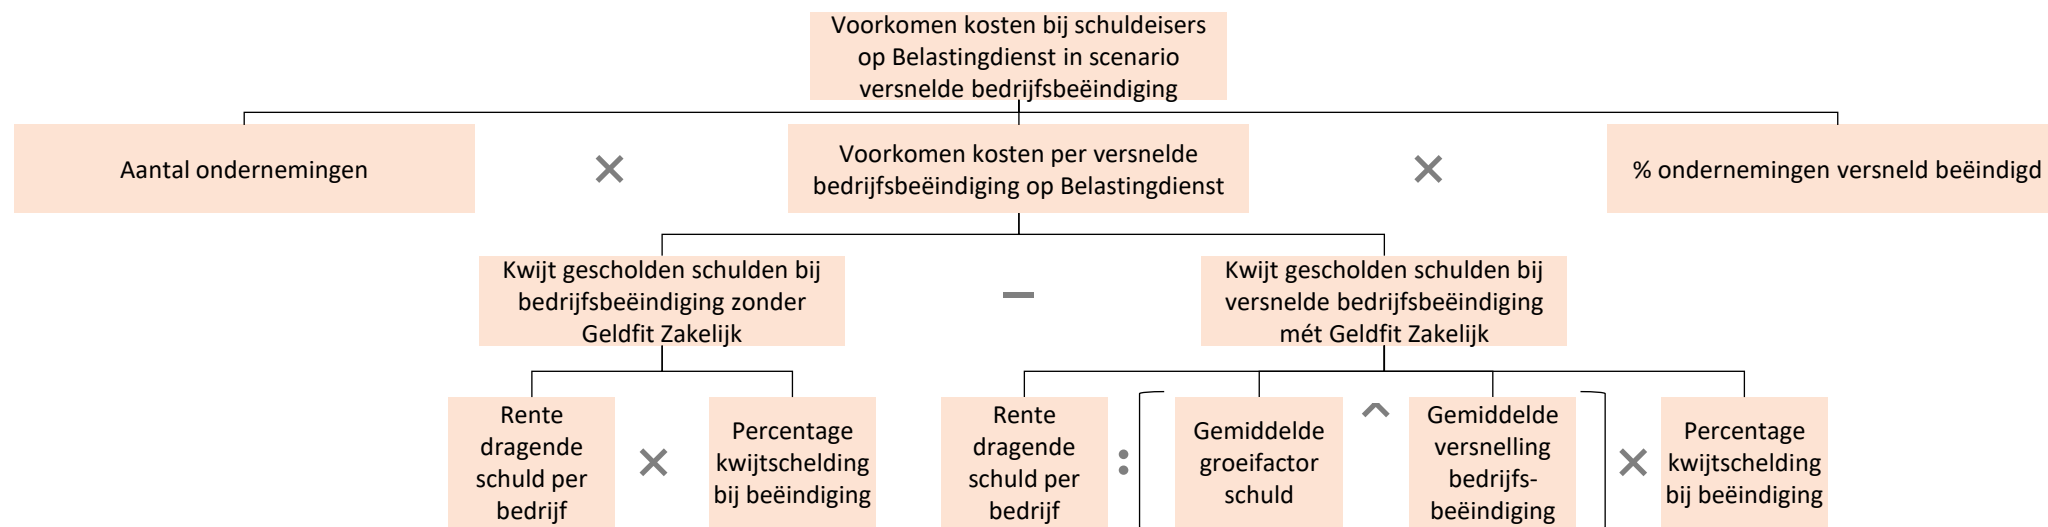 Voorkomen kosten bij schuldeisers
op Belastingdienst in scenario
versnelde bedrijfsbeëindiging
Aantal ondernemingen
×
Voorkomen kosten per versnelde
bedrijfsbeëindiging op Belastingdienst
×
% ondernemingen versneld beëindigd
Kwijt gescholden schulden bij
bedrijfsbeëindiging zonder
Geldfit Zakelijk
–
Kwijt gescholden schulden bij
versnelde bedrijfsbeëindiging
mét Geldfit Zakelijk
Rente
dragende
schuld per
bedrijf
×
Percentage
kwijtschelding
bij beëindiging
Rente
dragende
schuld per
bedrijf
:
Gemiddelde
groeifactor
schuld
^
Gemiddelde
versnelling
bedrijfs-
beëindiging
×
Percentage
kwijtschelding
bij beëindiging